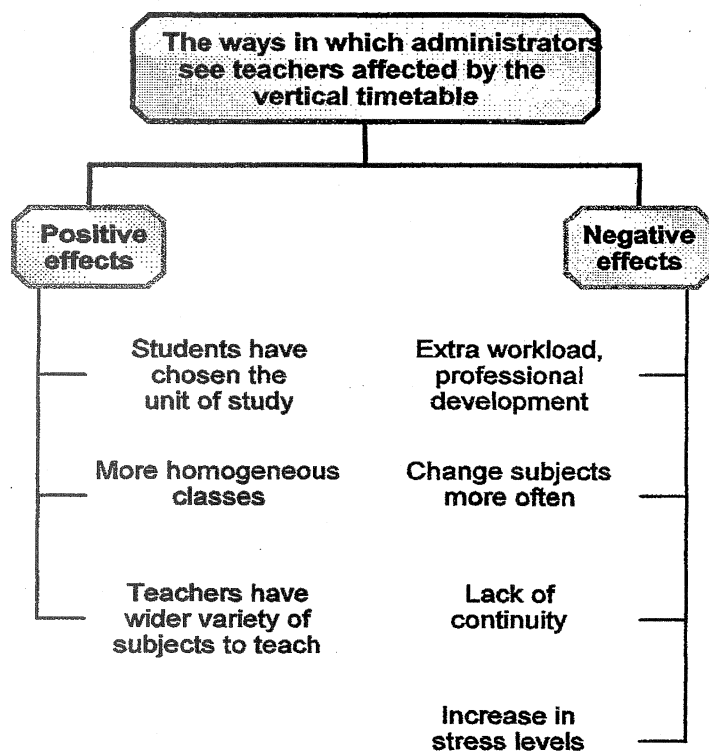 The ways in which administrators
see teachers affected by the
vertical timetable
Positive
effects
Negative
effects
Students have
chosen the
unit of study
More homogeneous
classes
Teachers have
wider variety of
subjects to teach
Extra workload,
professional
development
Change subjects
more often
Lack of
continuity
Increase in
stress levels